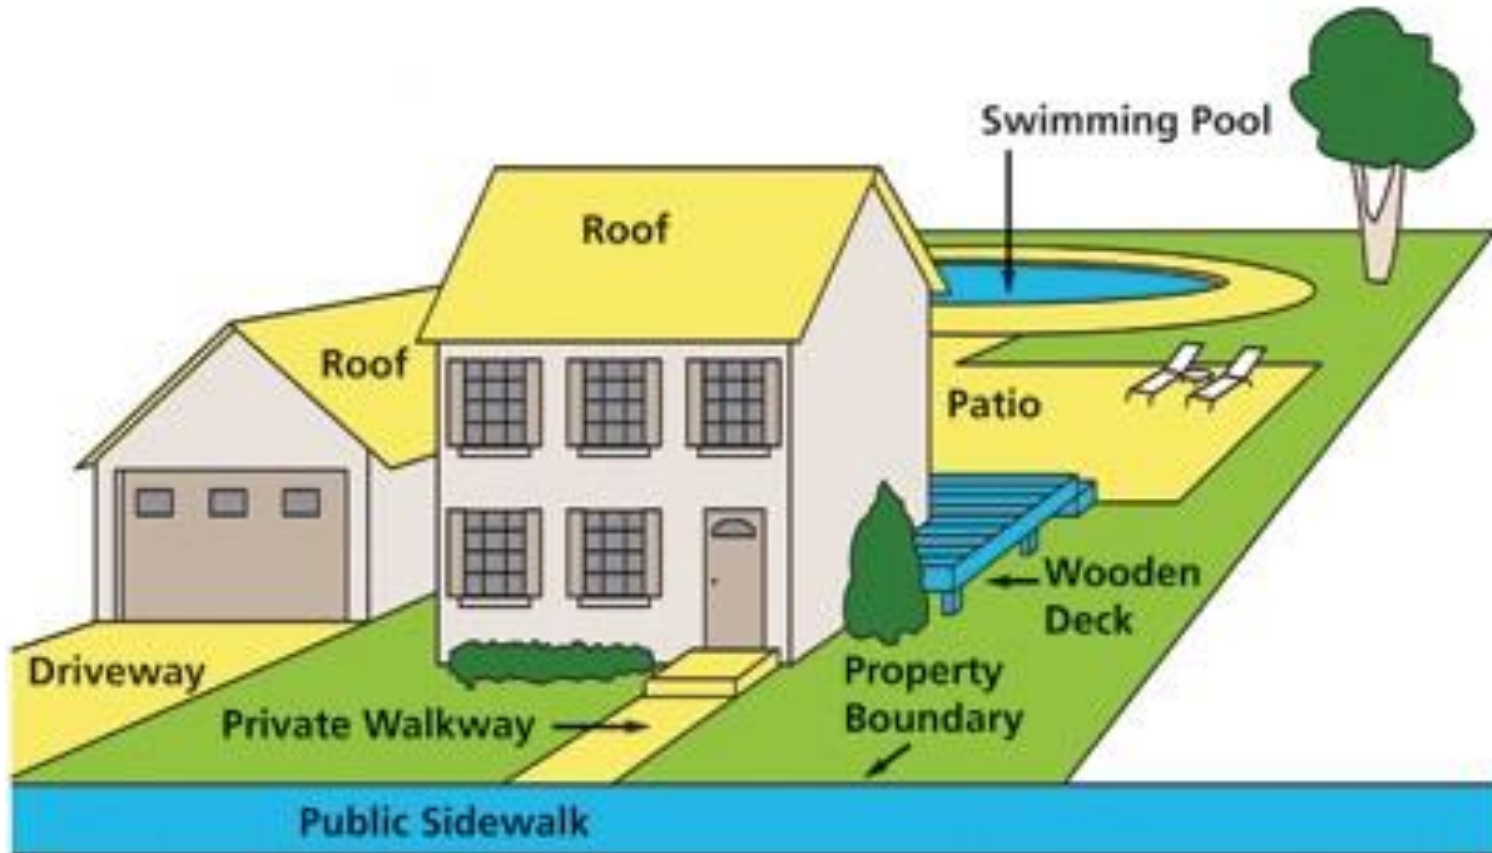 Swimming Pool
Roof
Roof
Patio
Wooden
Deck
Driveway
Property
Boundary
Private Walkway
Public Sidewalk